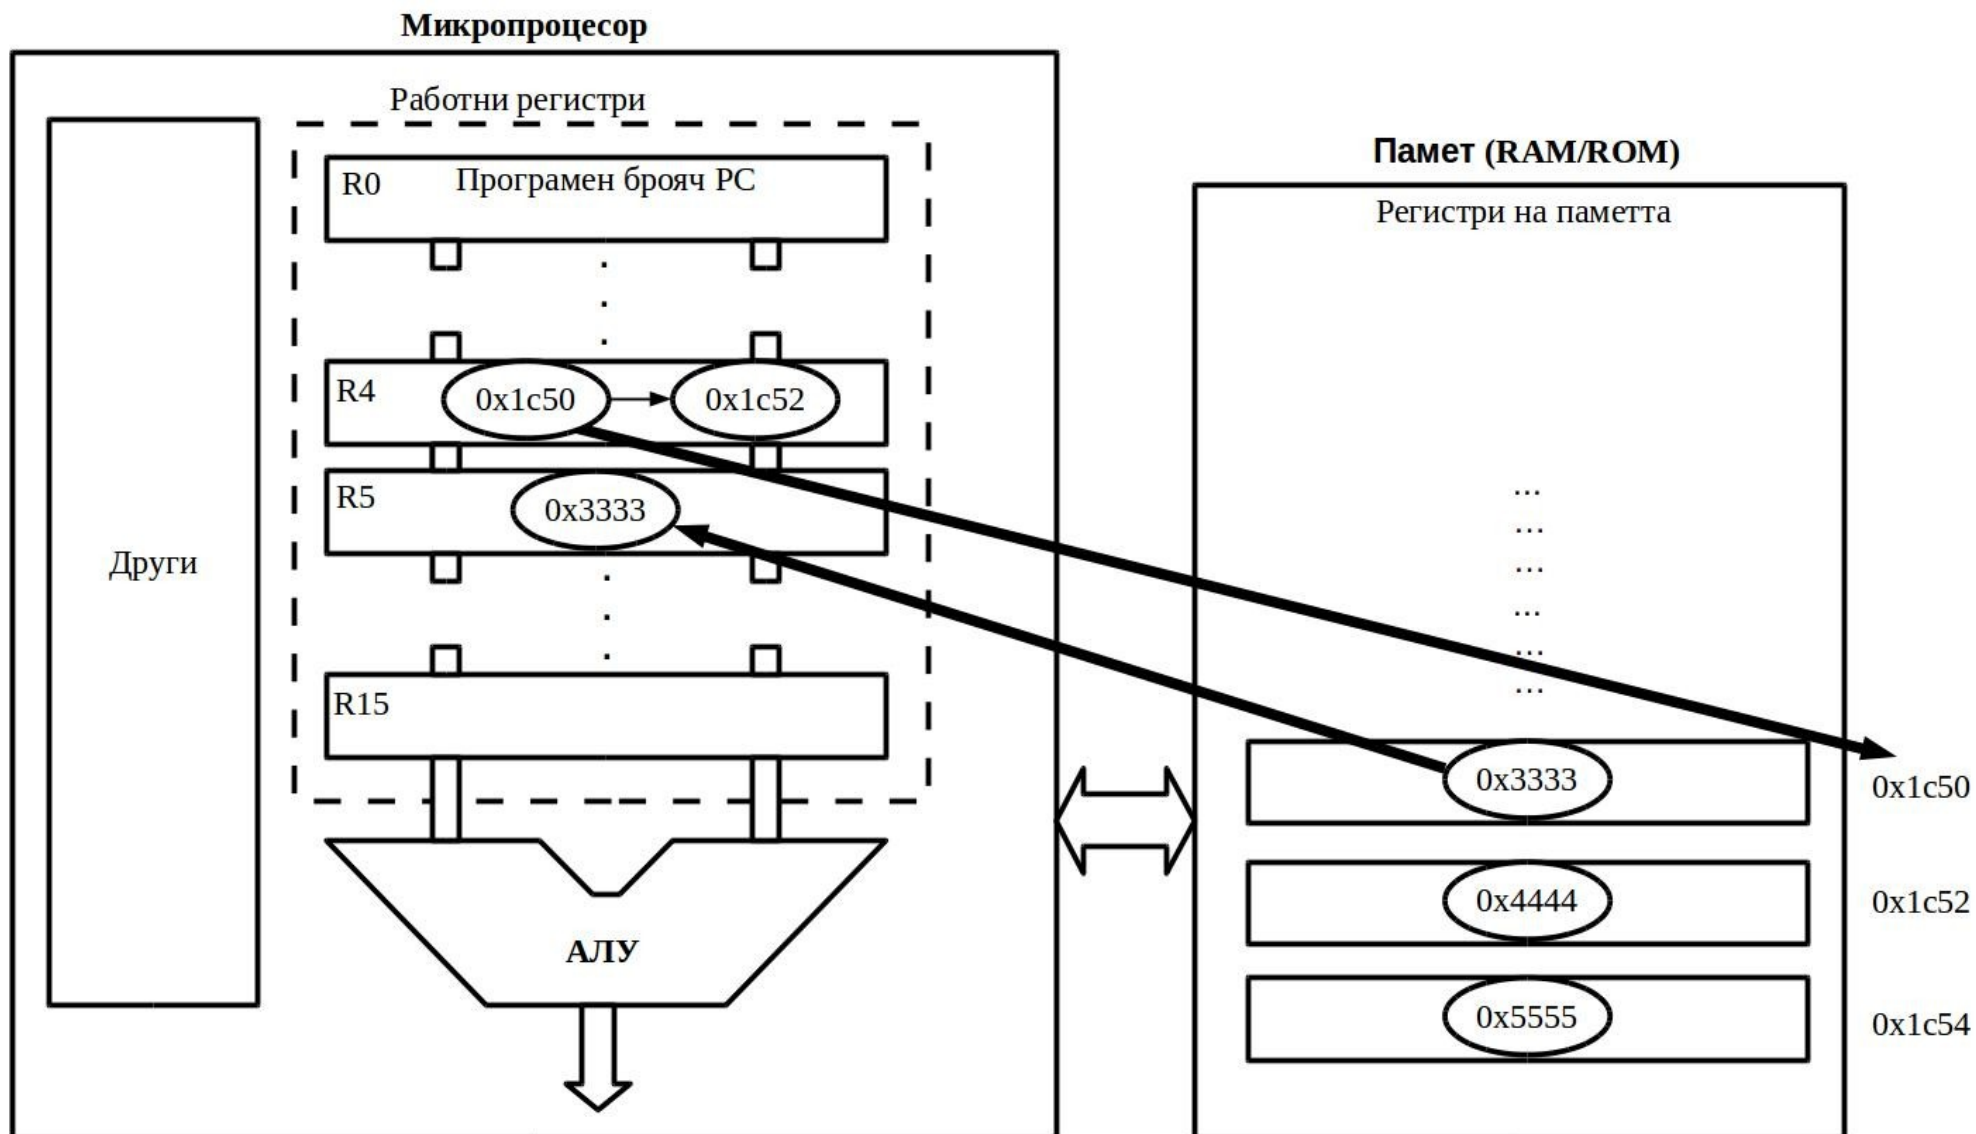 Микропроцесор
Работни регистри
R0
Програмен брояч PC
.
.
.
R4
0x1c50
0x1c52
R5
0x3333
.
.
.
R15
Други
АЛУ
Памет (RAM/ROM)
Регистри на паметта
...
...
...
...
...
...
0x3333
0x1c50
0x4444
0x1c52
0x5555
0x1c54